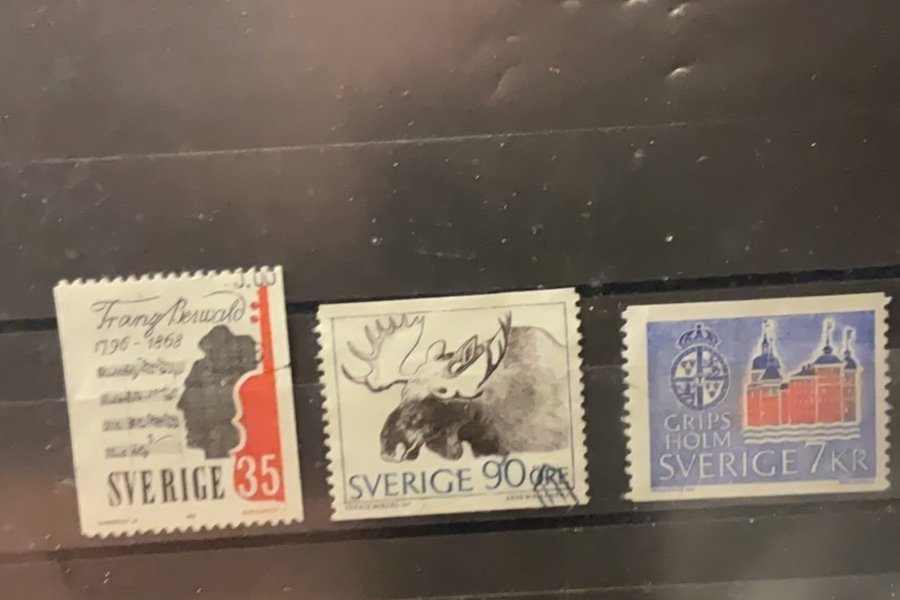 Franz Berwald
1796-1868
SVERIGE 35
SVERIGE 90 ÖRE
GRIPS
HOLM
SVERIGE 7 KR